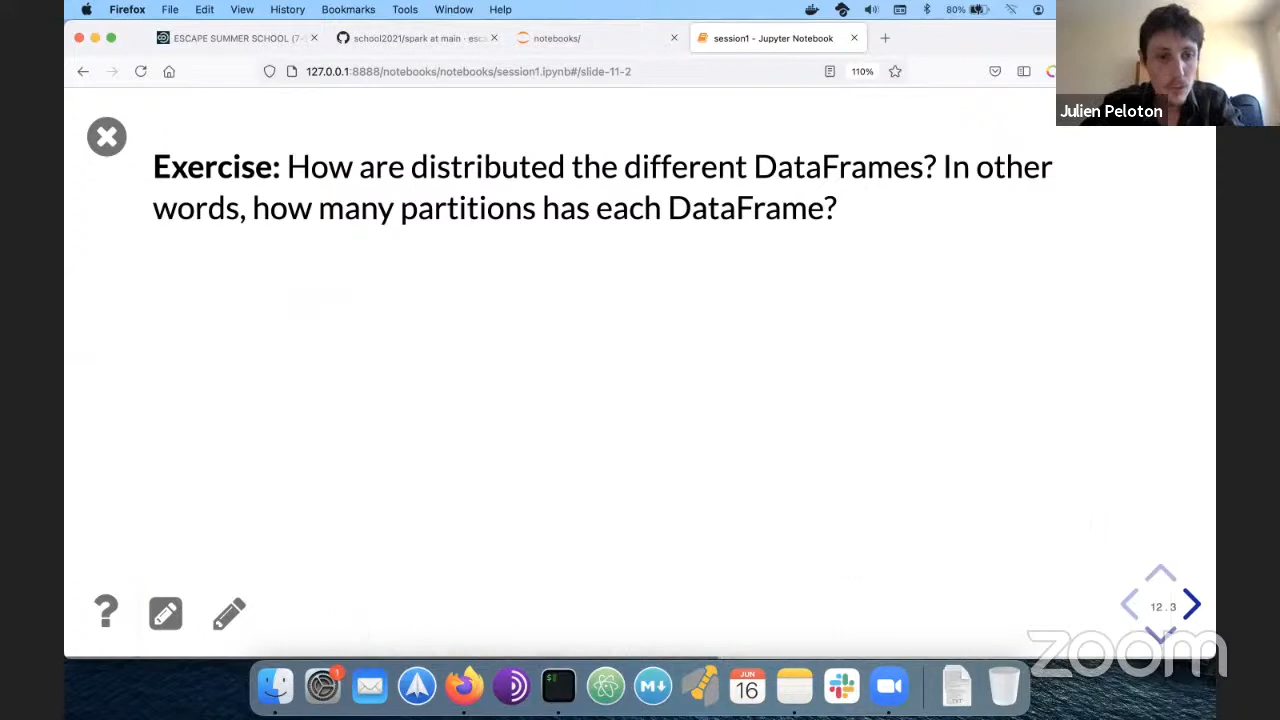 Firefox File Edit View History Bookmarks Tools Window Help 80%
ESCAPE SUMMER SCHOOL (7- school2021/spark at main · esca notebooks/ session1 - Jupyter Notebook
127.0.0.1:8888/notebooks/notebooks/session1.ipynb#/slide-11-2 110%
Julien Peloton
Exercise: How are distributed the different DataFrames? In other
words, how many partitions has each DataFrame?
12.3
zoom
1
JUN
16
M
$
TXT